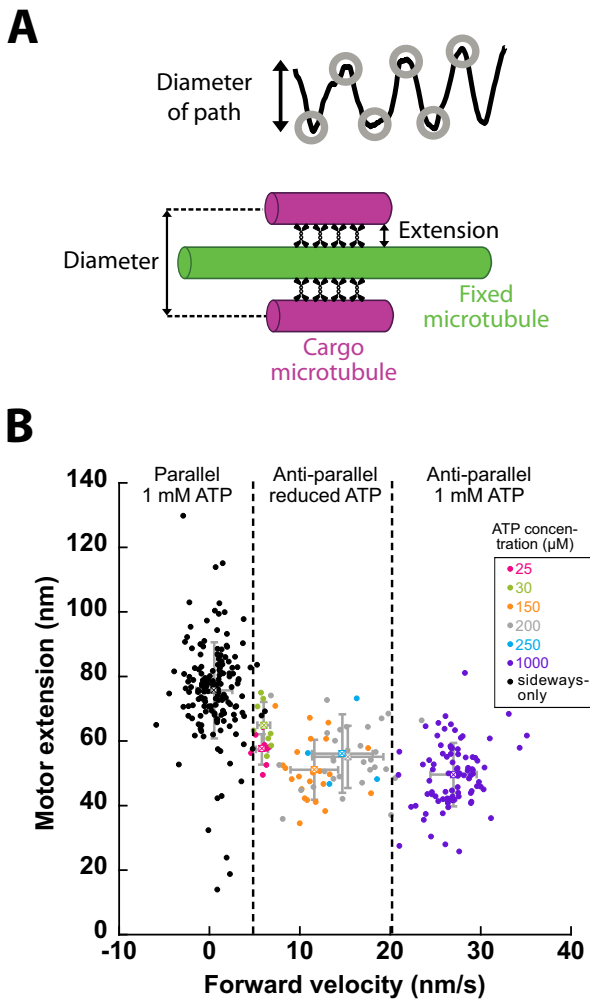 A
Diameter
of path
Diameter
Extension
Fixed
microtubule
Cargo
microtubule
B
Parallel
1 mM ATP
Anti-parallel
reduced ATP
Anti-parallel
1 mM ATP
ATP concen-
tration (µM)
25
30
150
200
250
1000
sideways-
only
Motor extension (nm)
140
120
100
80
60
40
20
0
-10
0
10
20
30
40
Forward velocity (nm/s)